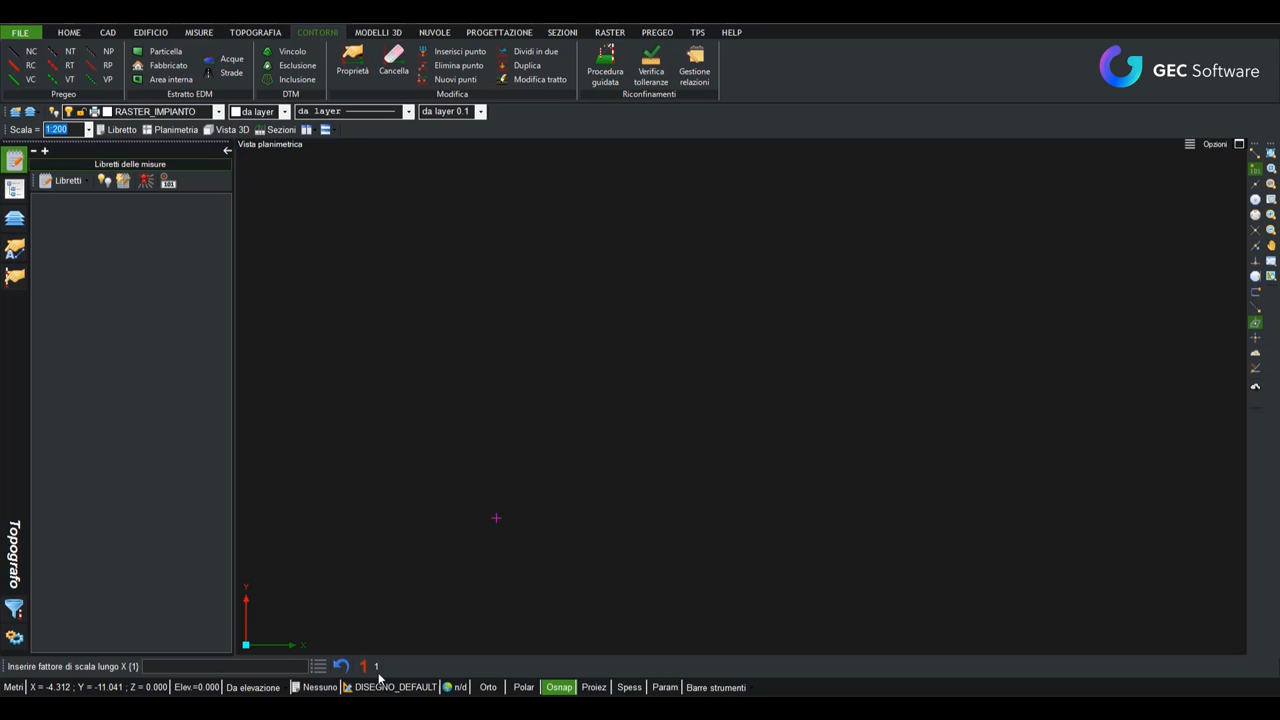 FILE HOME CAD EDIFICIO MISURE TOPOGRAFIA CONTORNI MODELLI 3D NUVOLE PROGETTAZIONE SEZIONI RASTER PREGEO TPS HELP
NC NT NP Particella Acque Vincolo Inserisci punto Dividi in due
RC RT RP Fabbricato Strade Esclusione Proprietà Cancella Elimina punto Duplica Procedura guidata Verifica tolleranze Gestione relazioni
VC VT VP Area interna Inclusione Nuovi punti Modifica tratto
Pregeo Estratto EDM DTM Modifica Riconfinamenti
GEC Software
RASTER_IMPIANTO da layer da layer da layer 0.1
Scala = 1:200 Libretto Planimetria Vista 3D Sezioni
Vista planimetrica Opzioni
Libretti delle misure
Libretti 101
101
Topografo
Y
X
Inserire fattore di scala lungo X {1} 1 1
Metri X = -4.312 Y = -11.041 ; Z = 0.000 Elev.=0.000 Da elevazione Nessuno DISEGNO_DEFAULT n/d Orto Polar Osnap Proiez Spess Param Barre strumenti